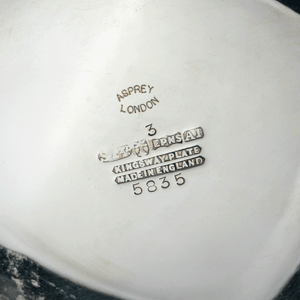 ASPREY
LONDON
3
EPNS A1
KINGSWAY PLATE
MADE IN ENGLAND
5835